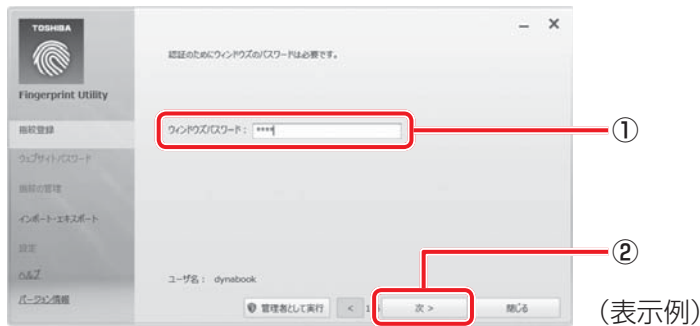 TOSHIBA
Fingerprint Utility
指紋登録
ウェブサイトパスワード
指紋の管理
インポート・エキスポート
設定
ヘルプ
バージョン情報
認証のためにウィンドウズのパスワードは必要です。
ウィンドウズパスワード： ****
①
②
ユーザ名： dynabook
管理者として実行
<
次 >
閉じる
（表示例）